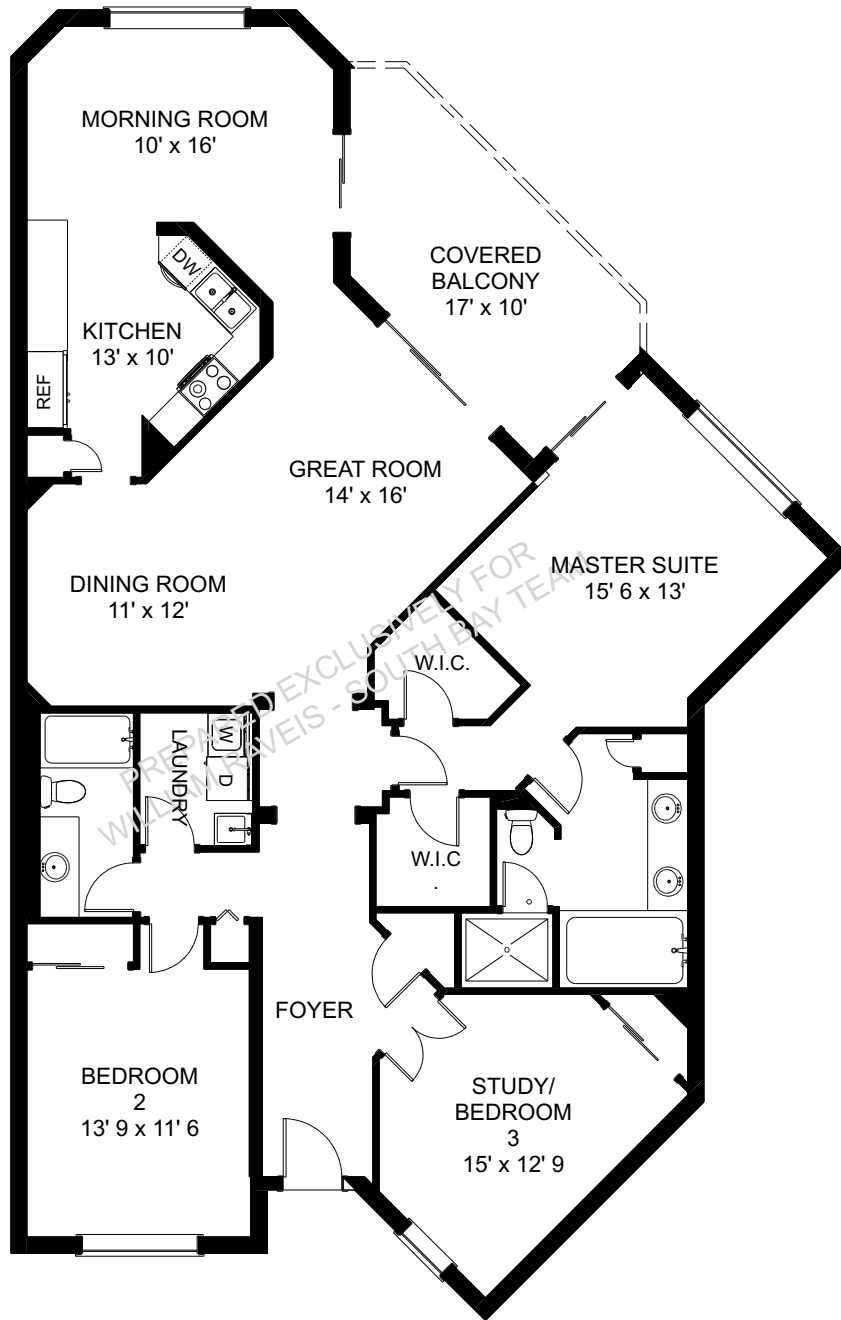 MORNING ROOM
10' x 16'
COVERED
BALCONY
17' x 10'
DW
KITCHEN
13' x 10'
REF
GREAT ROOM
14' x 16'
MASTER SUITE
15' 6 x 13'
DINING ROOM
11' x 12'
PREPARED EXCLUSIVELY FOR
WILLIAM RAVEIS - SOUTH BAY TEAM
W.I.C.
W
D
LAUNDRY
W.I.C
.
FOYER
BEDROOM
2
13' 9 x 11' 6
STUDY/
BEDROOM
3
15' x 12' 9